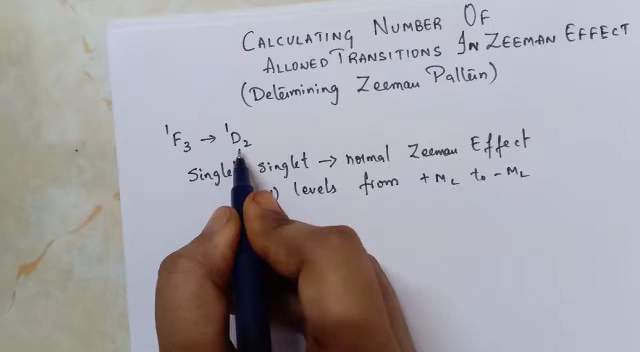 CALCULATING NUMBER OF
ALLOWED TRANSITIONS IN ZEEMAN EFFECT
(Determining Zeeman Pattern)
¹F₃ → ¹D₂
singlet → normal Zeeman Effect
levels from +M_L to -M_L